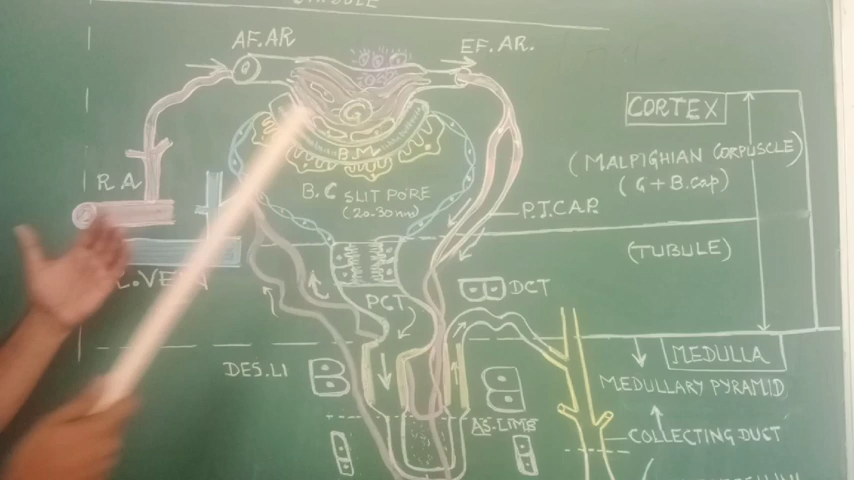 AF.AR
EF.AR.
CORTEX
(MALPIGHIAN CORPUSCLE)
(G+B.cap)
R.A
G
B.M
B.C SLIT PORE
(20-30nm)
P.T.CAP.
(TUBULE)
PCT
DCT
MEDULLA
MEDULLARY PYRAMID
DES.LI
AS.LIMB
COLLECTING DUST